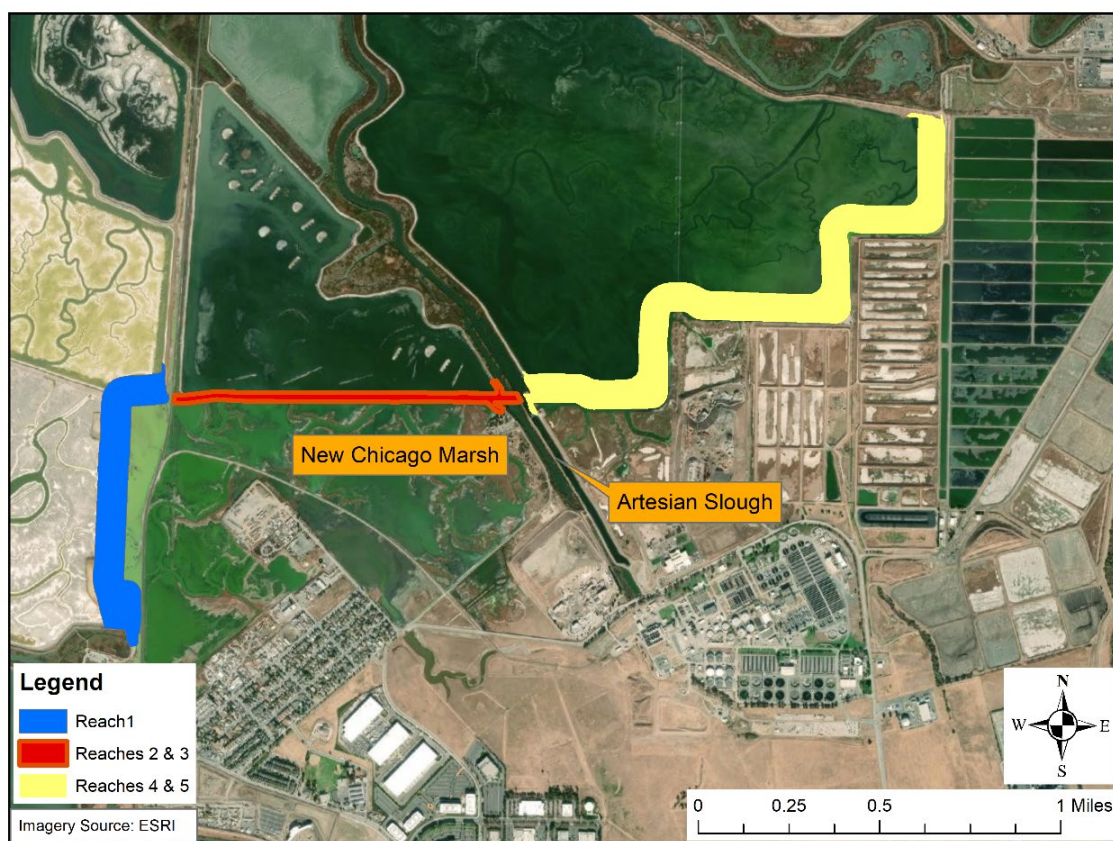 New Chicago Marsh
Artesian Slough
Legend
Reach1
Reaches 2 & 3
Reaches 4 & 5
Imagery Source: ESRI
N
W E
S
0 0.25 0.5 1 Miles